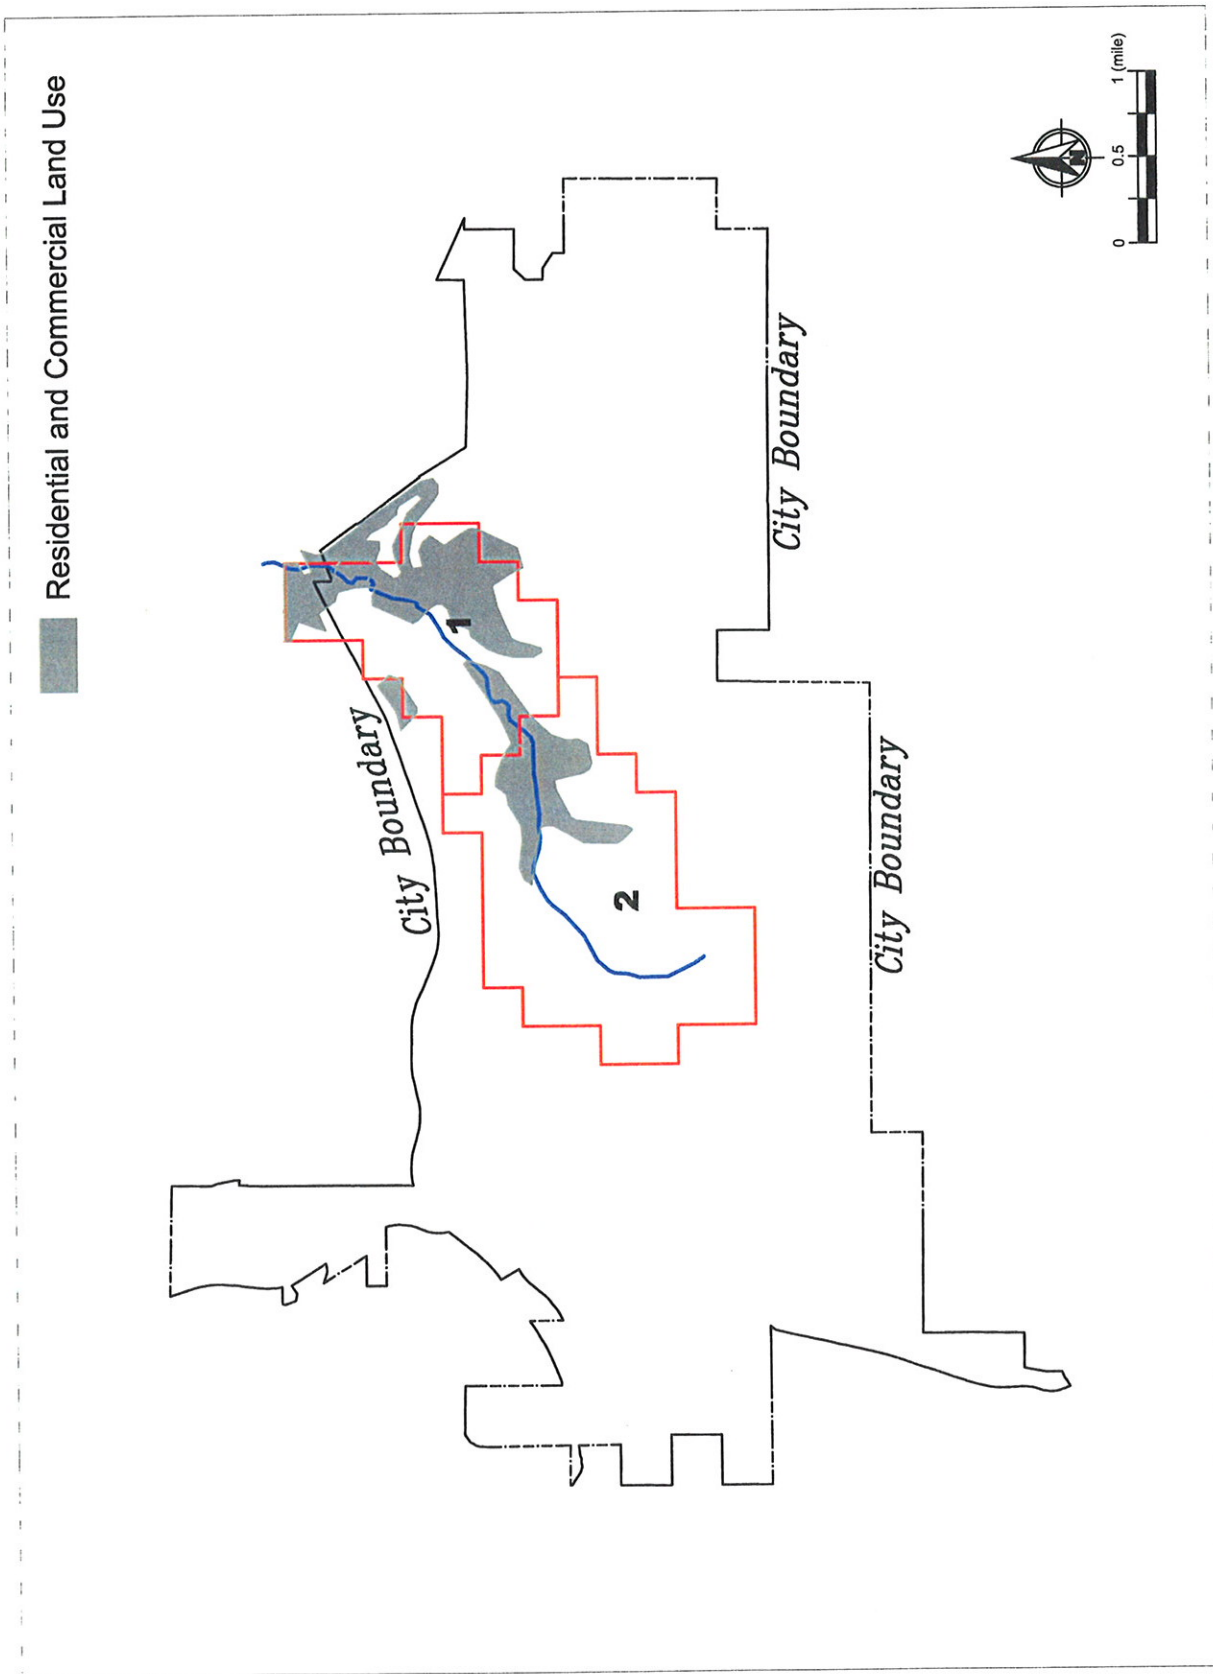 Residential and Commercial Land Use
City Boundary
1
2
City Boundary
City Boundary
N
0
0.5
1 (mile)